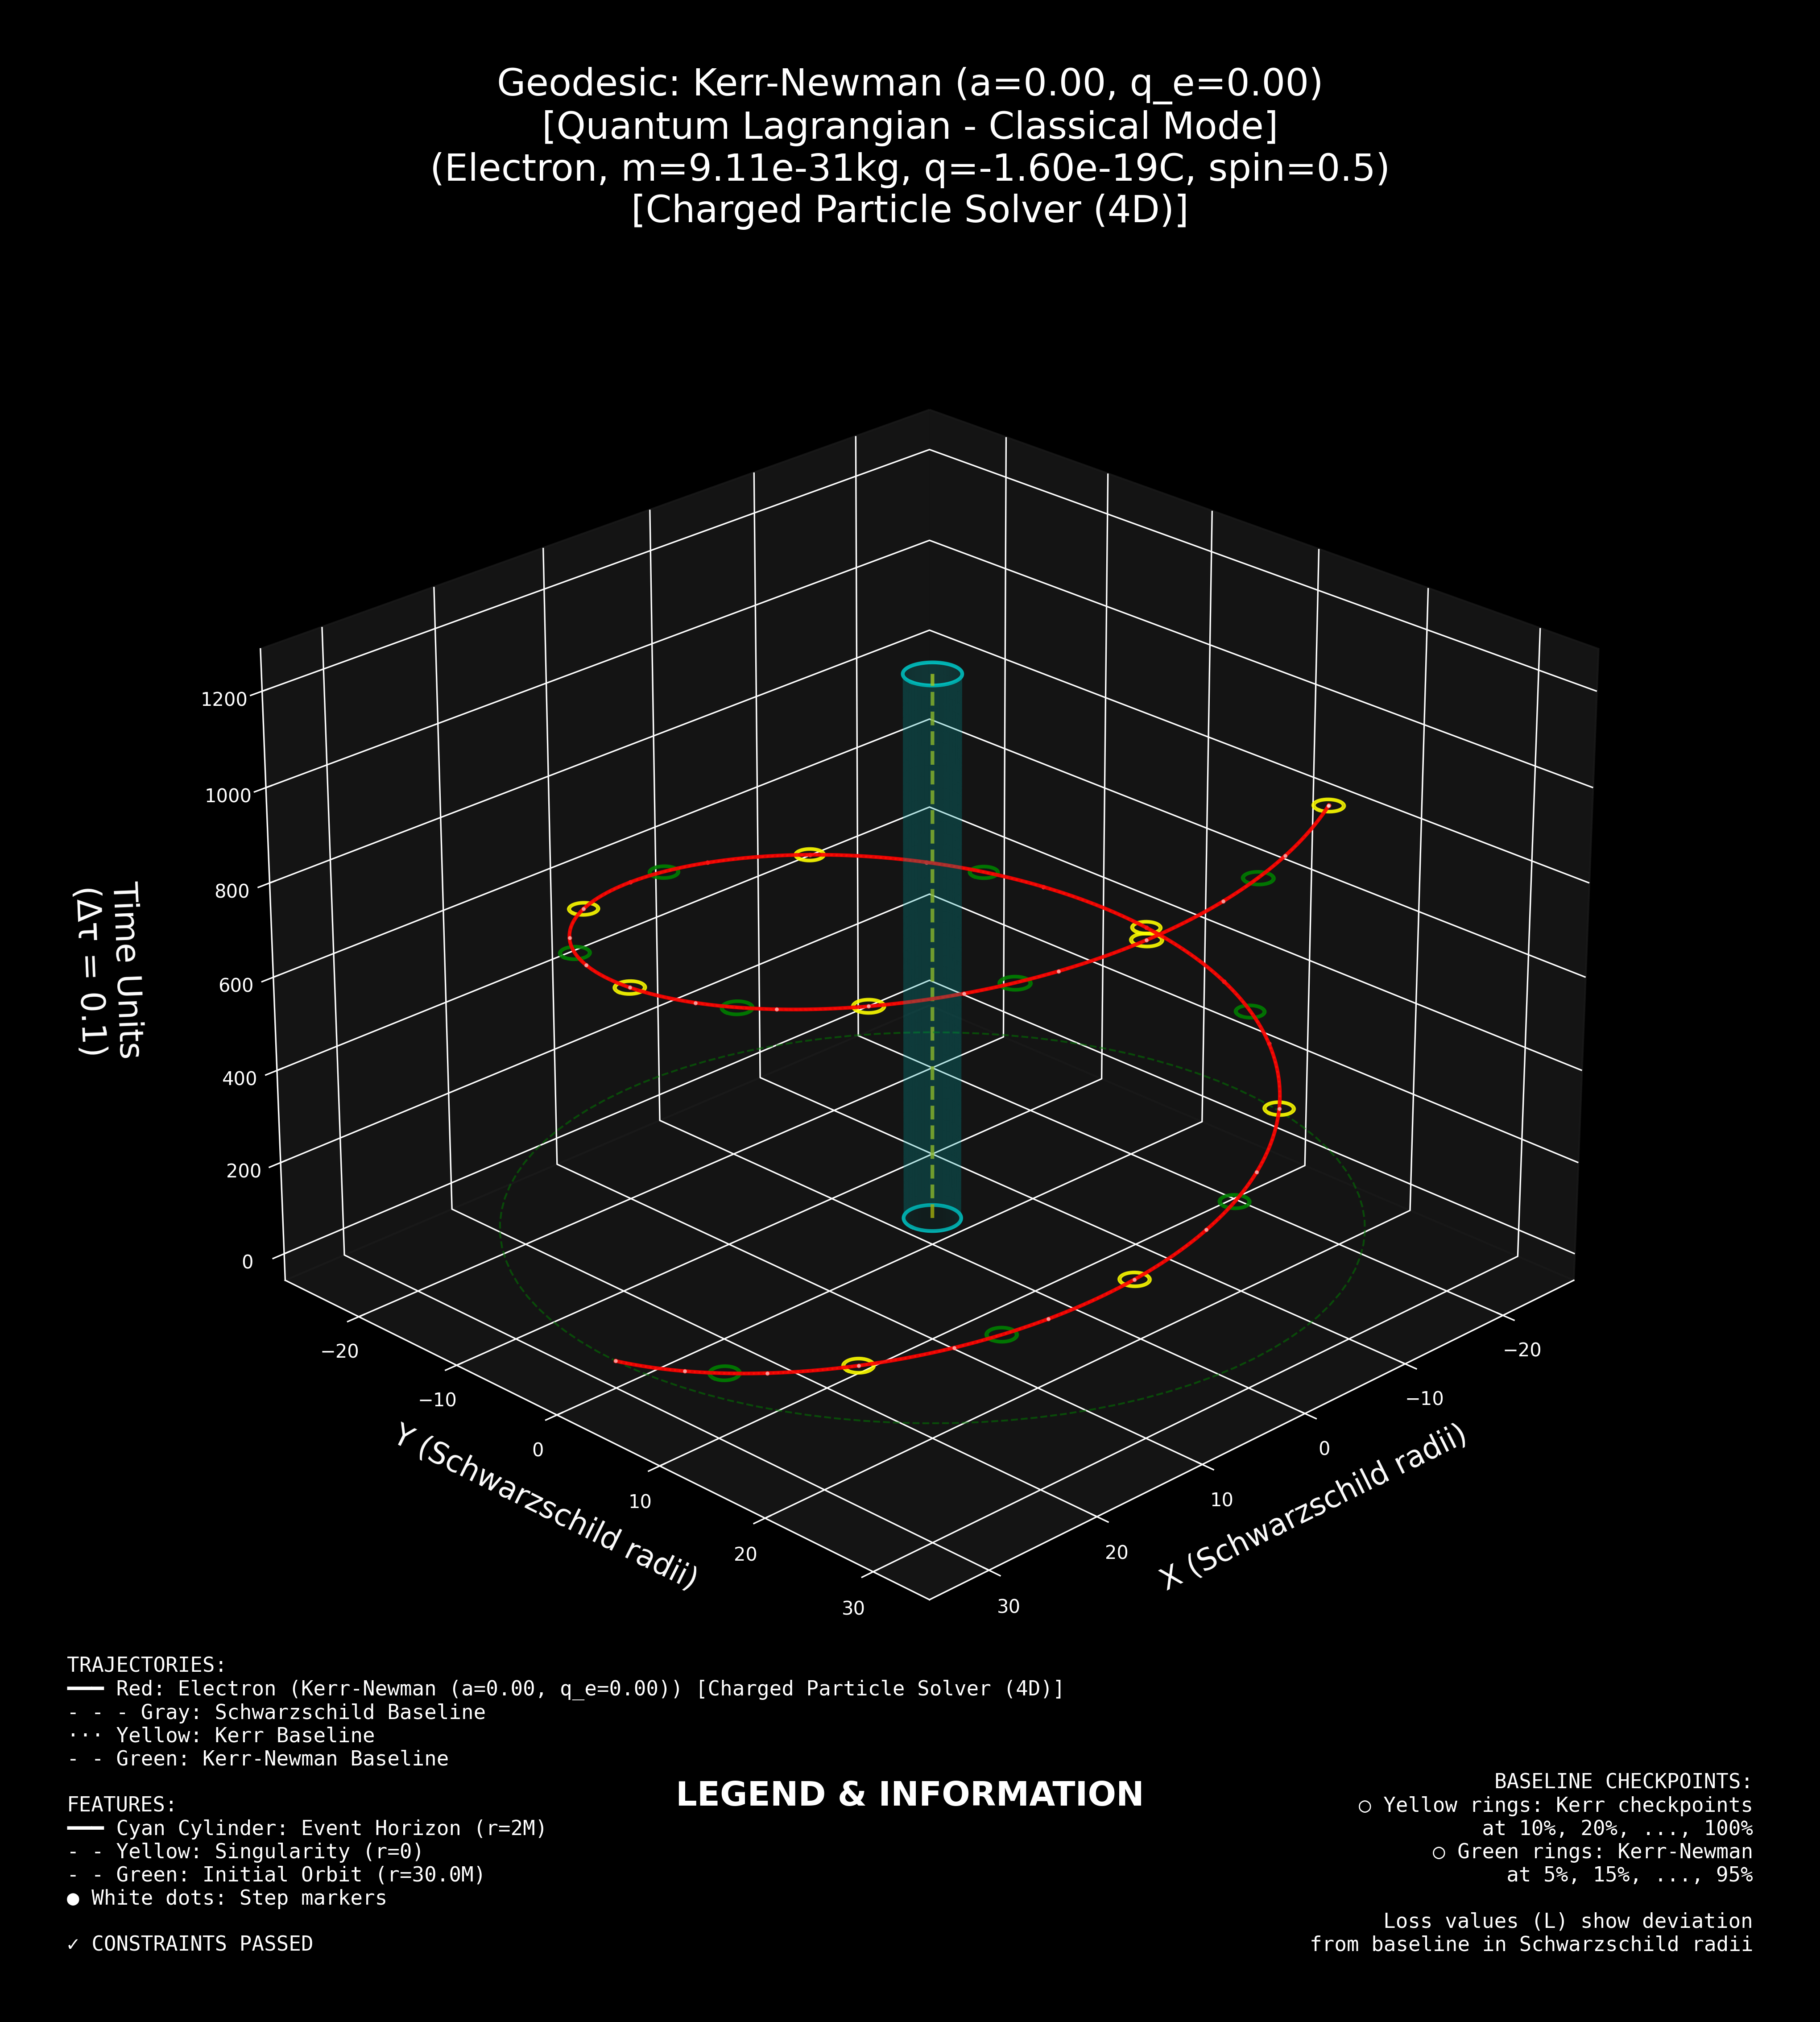 Geodesic: Kerr-Newman (a=0.00, q_e=0.00)
[Quantum Lagrangian - Classical Mode]
(Electron, m=9.11e-31kg, q=-1.60e-19C, spin=0.5)
[Charged Particle Solver (4D)]
1200
1000
800
600
400
200
0
Time Units
(Δτ = 0.1)
−20
−10
0
10
20
30
Y (Schwarzschild radii)
−20
−10
0
10
20
30
X (Schwarzschild radii)
TRAJECTORIES:
━━━ Red: Electron (Kerr-Newman (a=0.00, q_e=0.00)) [Charged Particle Solver (4D)]
- - - Gray: Schwarzschild Baseline
··· Yellow: Kerr Baseline
- - Green: Kerr-Newman Baseline
FEATURES:
━━━ Cyan Cylinder: Event Horizon (r=2M)
- - Yellow: Singularity (r=0)
- - Green: Initial Orbit (r=30.0M)
● White dots: Step markers
✓ CONSTRAINTS PASSED
LEGEND & INFORMATION
BASELINE CHECKPOINTS:
○ Yellow rings: Kerr checkpoints
at 10%, 20%, ..., 100%
○ Green rings: Kerr-Newman
at 5%, 15%, ..., 95%
Loss values (L) show deviation
from baseline in Schwarzschild radii